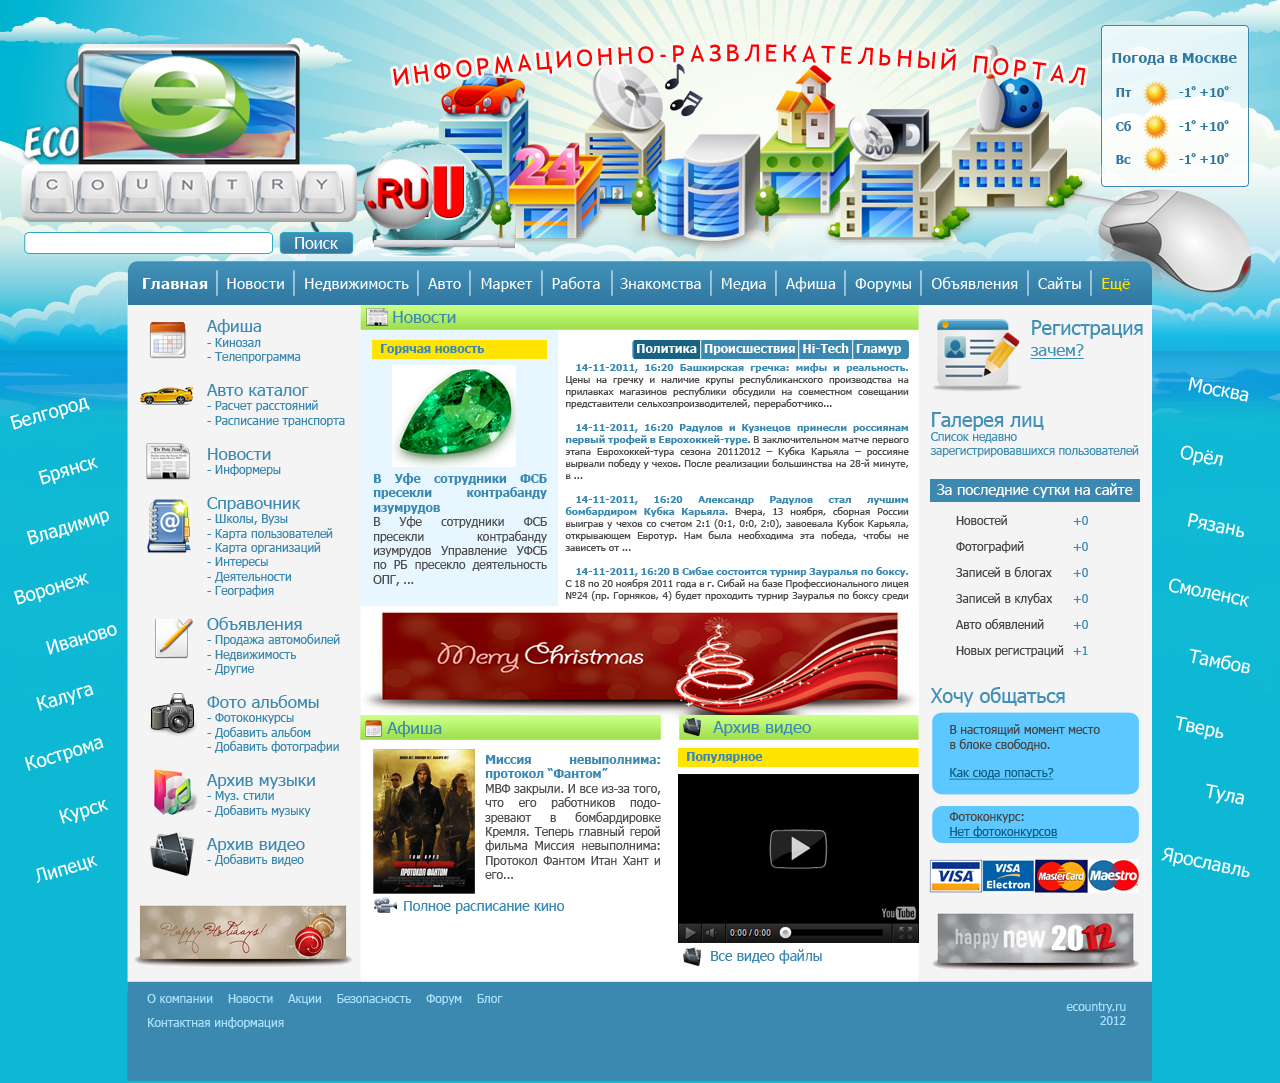 ИНФОРМАЦИОННО-РАЗВЛЕКАТЕЛЬНЫЙ ПОРТАЛ
ECO
e
COUNTRY
.RU
U
24
DVD
Погода в Москве
Пт -1° +10°
Сб -1° +10°
Вс -1° +10°
Поиск
Главная Новости Недвижимость Авто Маркет Работа Знакомства Медиа Афиша Форумы Объявления Сайты Ещё
Белгород
Брянск
Владимир
Воронеж
Иваново
Калуга
Кострома
Курск
Липецк
Афиша
- Кинозал
- Телепрограмма
Авто каталог
- Расчет расстояний
- Расписание транспорта
Новости
- Информеры
Справочник
- Школы, Вузы
- Карта пользователей
- Карта организаций
- Интересы
- Деятельности
- География
Объявления
- Продажа автомобилей
- Недвижимость
- Другие
Фото альбомы
- Фотоконкурсы
- Добавить альбом
- Добавить фотографии
Архив музыки
- Муз. стили
- Добавить музыку
Архив видео
- Добавить видео
Happy Holidays!
Новости
Горячая новость
В Уфе сотрудники ФСБ
пресекли контрабанду
изумрудов
В Уфе сотрудники ФСБ
пресекли контрабанду
изумрудов Управление УФСБ
по РБ пресекло деятельность
ОПГ, ...
Политика Происшествия Hi-Tech Гламур
14-11-2011, 16:20 Башкирская гречка: мифы и реальность.
Цены на гречку и наличие крупы республиканского производства на
прилавках магазинов республики обсудили на совместном совещании
представители сельхозпроизводителей, переработчико...
14-11-2011, 16:20 Радулов и Кузнецов принесли россиянам
первый трофей в Еврохоккей-туре. В заключительном матче первого
этапа Еврохоккей-тура сезона 20112012 – Кубка Карьяла – россияне
вырвали победу у чехов. После реализации большинства на 28-й минуте,
в ...
14-11-2011, 16:20 Александр Радулов стал лучшим
бомбардиром Кубка Карьяла. Вчера, 13 ноября, сборная России
выиграв у чехов со счетом 2:1 (0:1, 0:0, 2:0), завоевала Кубок Карьяла,
открывающем Евротур. Нам была необходима эта победа, чтобы не
зависеть от ...
14-11-2011, 16:20 В Сибае состоится турнир Зауралья по боксу.
С 18 по 20 ноября 2011 года в г. Сибай на базе Профессионального лицея
№24 (пр. Горняков, 4) будет проходить турнир Зауралья по боксу среди
Merry Christmas
Афиша
Миссия невыполнима:
протокол “Фантом”
МВФ закрыли. И все из-за того,
что его работников подо-
зревают в бомбардировке
Кремля. Теперь главный герой
фильма Миссия невыполнима:
Протокол Фантом Итан Хант и
его...
ТОМ КРУЗ
МИССИЯ НЕВЫПОЛНИМА
ПРОТОКОЛ ФАНТОМ
Полное расписание кино
Архив видео
Популярное
YouTube
0:00 / 0:00
Все видео файлы
Регистрация
зачем?
Галерея лиц
Список недавно
зарегистрировавшихся пользователей
За последние сутки на сайте
Новостей +0
Фотографий +0
Записей в блогах +0
Записей в клубах +0
Авто обявлений +0
Новых регистраций +1
Хочу общаться
В настоящий момент место
в блоке свободно.
Как сюда попасть?
Фотоконкурс:
Нет фотоконкурсов
VISA VISA Electron MasterCard Maestro
happy new 2012
Москва
Орёл
Рязань
Смоленск
Тамбов
Тверь
Тула
Ярославль
О компании Новости Акции Безопасность Форум Блог
Контактная информация
ecountry.ru
2012